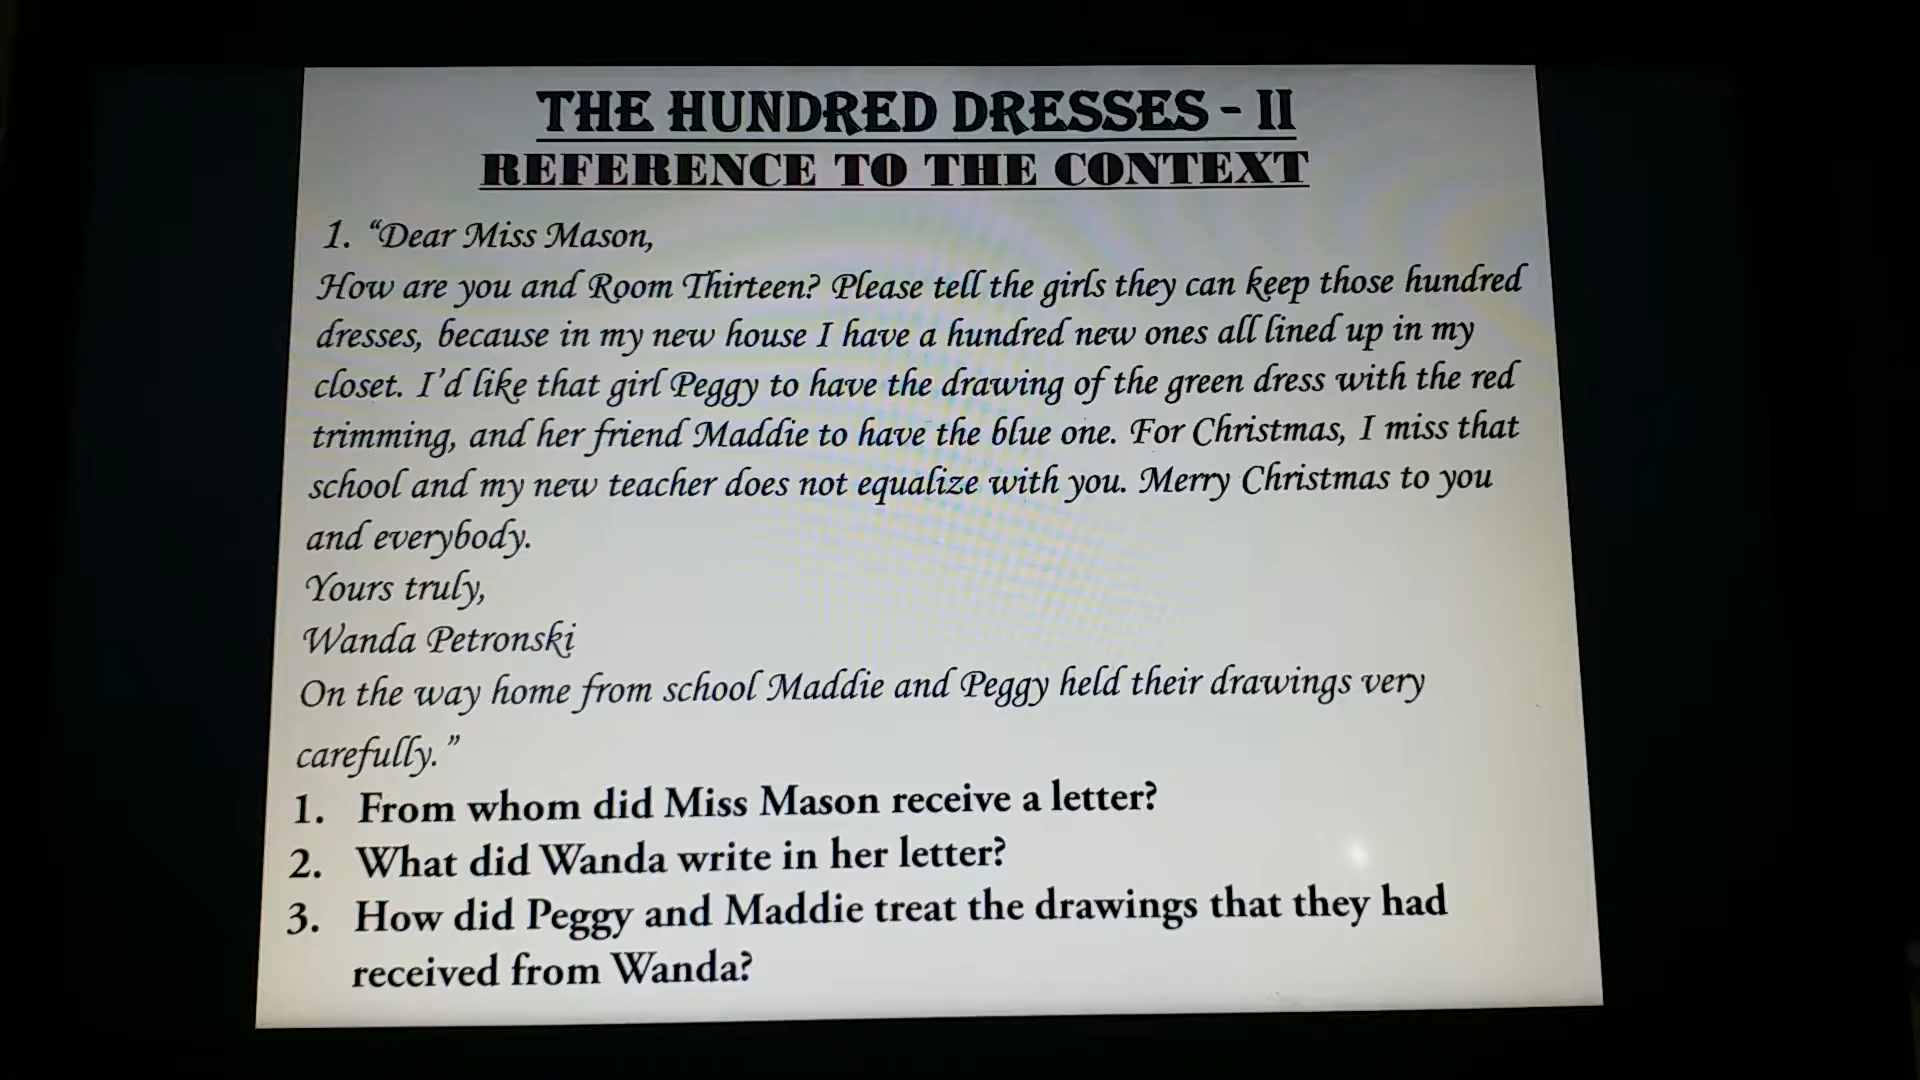 THE HUNDRED DRESSES - II
REFERENCE TO THE CONTEXT
1. “Dear Miss Mason,
How are you and Room Thirteen? Please tell the girls they can keep those hundred
dresses, because in my new house I have a hundred new ones all lined up in my
closet. I’d like that girl Peggy to have the drawing of the green dress with the red
trimming, and her friend Maddie to have the blue one. For Christmas, I miss that
school and my new teacher does not equalize with you. Merry Christmas to you
and everybody.
Yours truly,
Wanda Petronski
On the way home from school Maddie and Peggy held their drawings very
carefully.”
1. From whom did Miss Mason receive a letter?
2. What did Wanda write in her letter?
3. How did Peggy and Maddie treat the drawings that they had
received from Wanda?